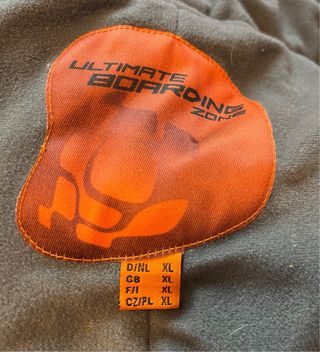 ULTIMATE
BOARDING
ZONE
D/NL XL
GB XL
F/I XL
CZ/PL XL